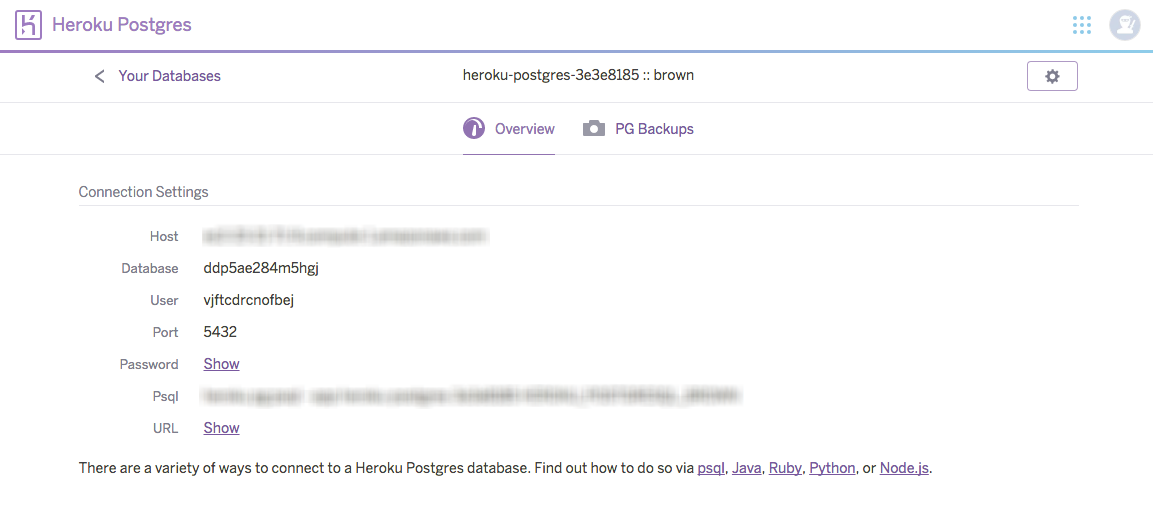 Heroku Postgres
Your Databases
heroku-postgres-3e3e8185 :: brown
Overview
PG Backups
Connection Settings
Host
Database ddp5ae284m5hgj
User vjftcdrcnofbej
Port 5432
Password Show
Psql
URL Show
There are a variety of ways to connect to a Heroku Postgres database. Find out how to do so via psql, Java, Ruby, Python, or Node.js.